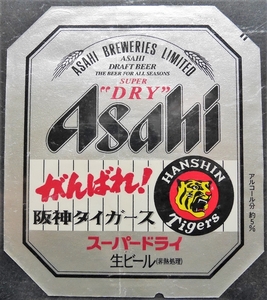 ASAHI BREWERIES LIMITED
ASAHI
DRAFT BEER
THE BEER FOR ALL SEASONS
SUPER
"DRY"
Asahi
がんばれ!
阪神タイガース
HANSHIN
Tigers
スーパードライ
生ビール(非熱処理)
アルコール分 約5%